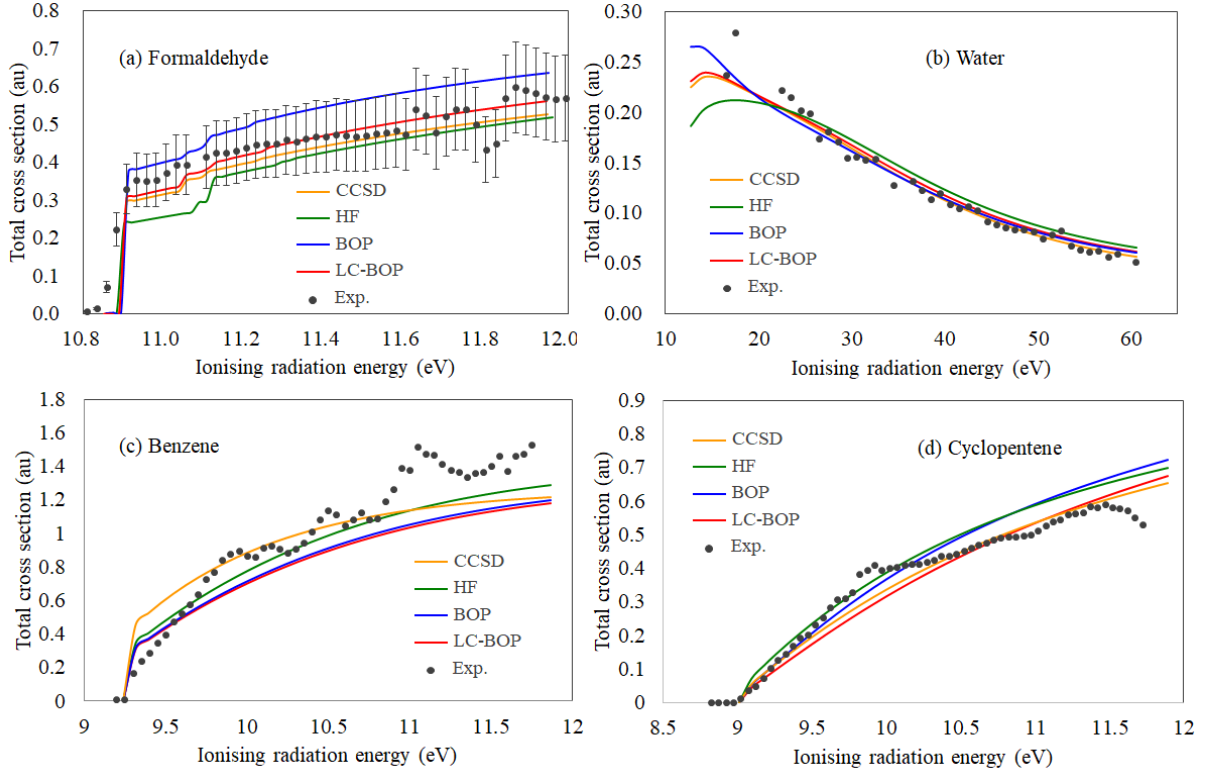 (a) Formaldehyde
Total cross section (au)
0.8
0.7
0.6
0.5
0.4
0.3
0.2
0.1
0.0
CCSD
HF
BOP
LC-BOP
Exp.
10.8 11.0 11.2 11.4 11.6 11.8 12.0
Ionising radiation energy (eV)
(b) Water
Total cross section (au)
0.30
0.25
0.20
0.15
0.10
0.05
0.00
CCSD
HF
BOP
LC-BOP
Exp.
10 20 30 40 50 60
Ionising radiation energy (eV)
(c) Benzene
Total cross section (au)
1.8
1.6
1.4
1.2
1
0.8
0.6
0.4
0.2
0
CCSD
HF
BOP
LC-BOP
Exp.
9 9.5 10 10.5 11 11.5 12
Ionising radiation energy (eV)
(d) Cyclopentene
Total cross section (au)
0.9
0.8
0.7
0.6
0.5
0.4
0.3
0.2
0.1
0
CCSD
HF
BOP
LC-BOP
Exp.
8.5 9 9.5 10 10.5 11 11.5 12
Ionising radiation energy (eV)